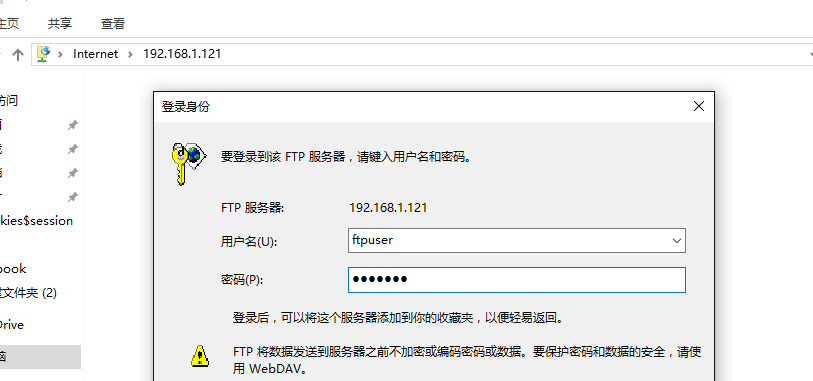 主页 共享 查看
Internet 192.168.1.121
访问
登录身份
要登录到该 FTP 服务器，请键入用户名和密码。
FTP 服务器: 192.168.1.121
kies$session
用户名(U): ftpuser
ook
密码(P): ●●●●●●●
文件夹 (2)
登录后，可以将这个服务器添加到你的收藏夹，以便轻易返回。
Drive
FTP 将数据发送到服务器之前不加密或编码密码或数据。要保护密码和数据的安全，请使
用 WebDAV。